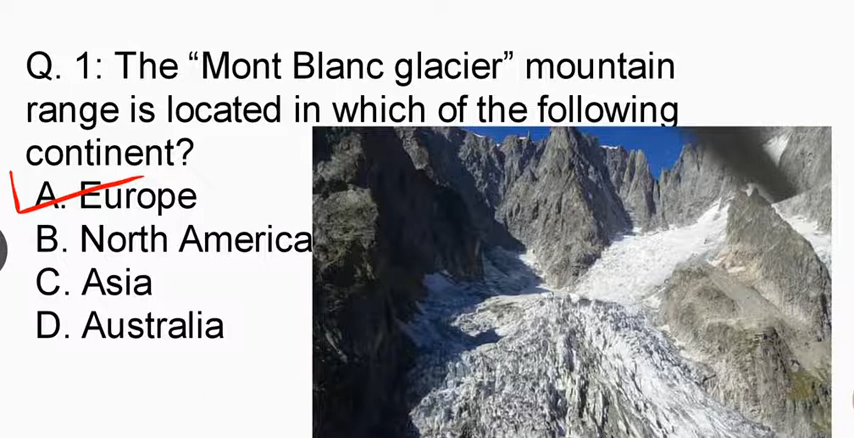 Q. 1: The “Mont Blanc glacier” mountain
range is located in which of the following
continent?
A. Europe
B. North America
C. Asia
D. Australia